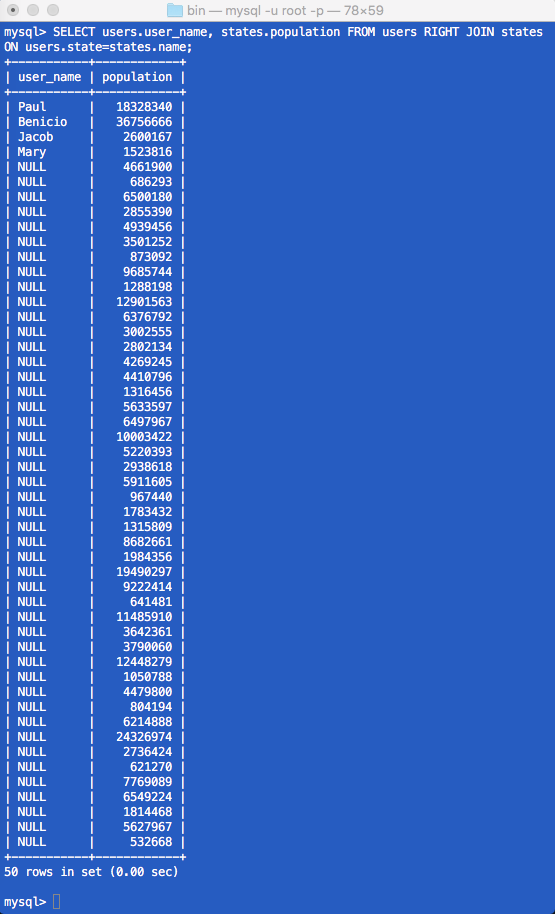 bin — mysql -u root -p — 78×59
mysql> SELECT users.user_name, states.population FROM users RIGHT JOIN states
ON users.state=states.name;
+-----------+------------+
| user_name | population |
+-----------+------------+
| Paul      |   18328340 |
| Benicio   |   36756666 |
| Jacob     |    2600167 |
| Mary      |    1523816 |
| NULL      |    4661900 |
| NULL      |     686293 |
| NULL      |    6500180 |
| NULL      |    2855390 |
| NULL      |    4939456 |
| NULL      |    3501252 |
| NULL      |     873092 |
| NULL      |    9685744 |
| NULL      |    1288198 |
| NULL      |   12901563 |
| NULL      |    6376792 |
| NULL      |    3002555 |
| NULL      |    2802134 |
| NULL      |    4269245 |
| NULL      |    4410796 |
| NULL      |    1316456 |
| NULL      |    5633597 |
| NULL      |    6497967 |
| NULL      |   10003422 |
| NULL      |    5220393 |
| NULL      |    2938618 |
| NULL      |    5911605 |
| NULL      |     967440 |
| NULL      |    1783432 |
| NULL      |    1315809 |
| NULL      |    8682661 |
| NULL      |    1984356 |
| NULL      |   19490297 |
| NULL      |    9222414 |
| NULL      |     641481 |
| NULL      |   11485910 |
| NULL      |    3642361 |
| NULL      |    3790060 |
| NULL      |   12448279 |
| NULL      |    1050788 |
| NULL      |    4479800 |
| NULL      |     804194 |
| NULL      |    6214888 |
| NULL      |   24326974 |
| NULL      |    2736424 |
| NULL      |     621270 |
| NULL      |    7769089 |
| NULL      |    6549224 |
| NULL      |    1814468 |
| NULL      |    5627967 |
| NULL      |     532668 |
+-----------+------------+
50 rows in set (0.00 sec)
mysql>